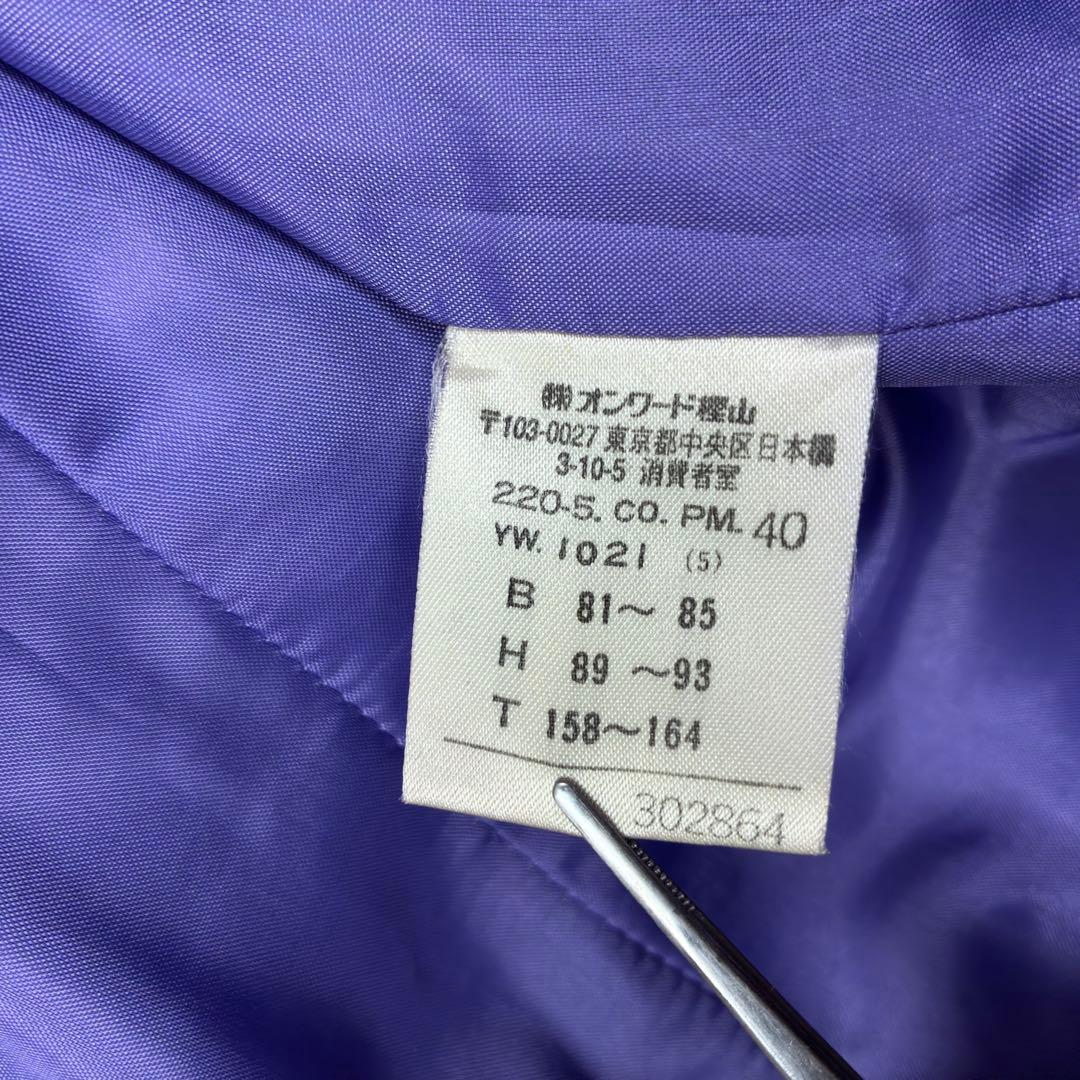 ㈱オンワード樫山
〒103-0027 東京都中央区日本橋
3-10-5 消費者室
220-5. CO. PM. 40
YW. 1021 (5)
B 81～ 85
H 89 ～93
T 158～164
302864